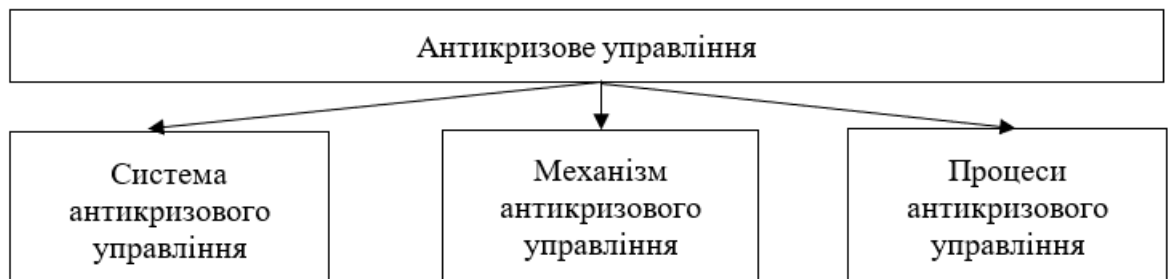 Антикризове управління
Система
антикризового
управління
Механізм
антикризового
управління
Процеси
антикризового
управління